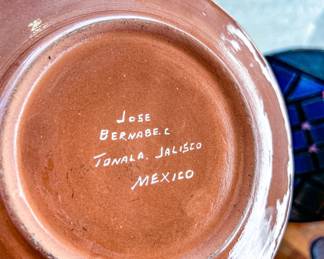 JOSE
BERNABE.C
TONALA. JALISCO
MEXICO